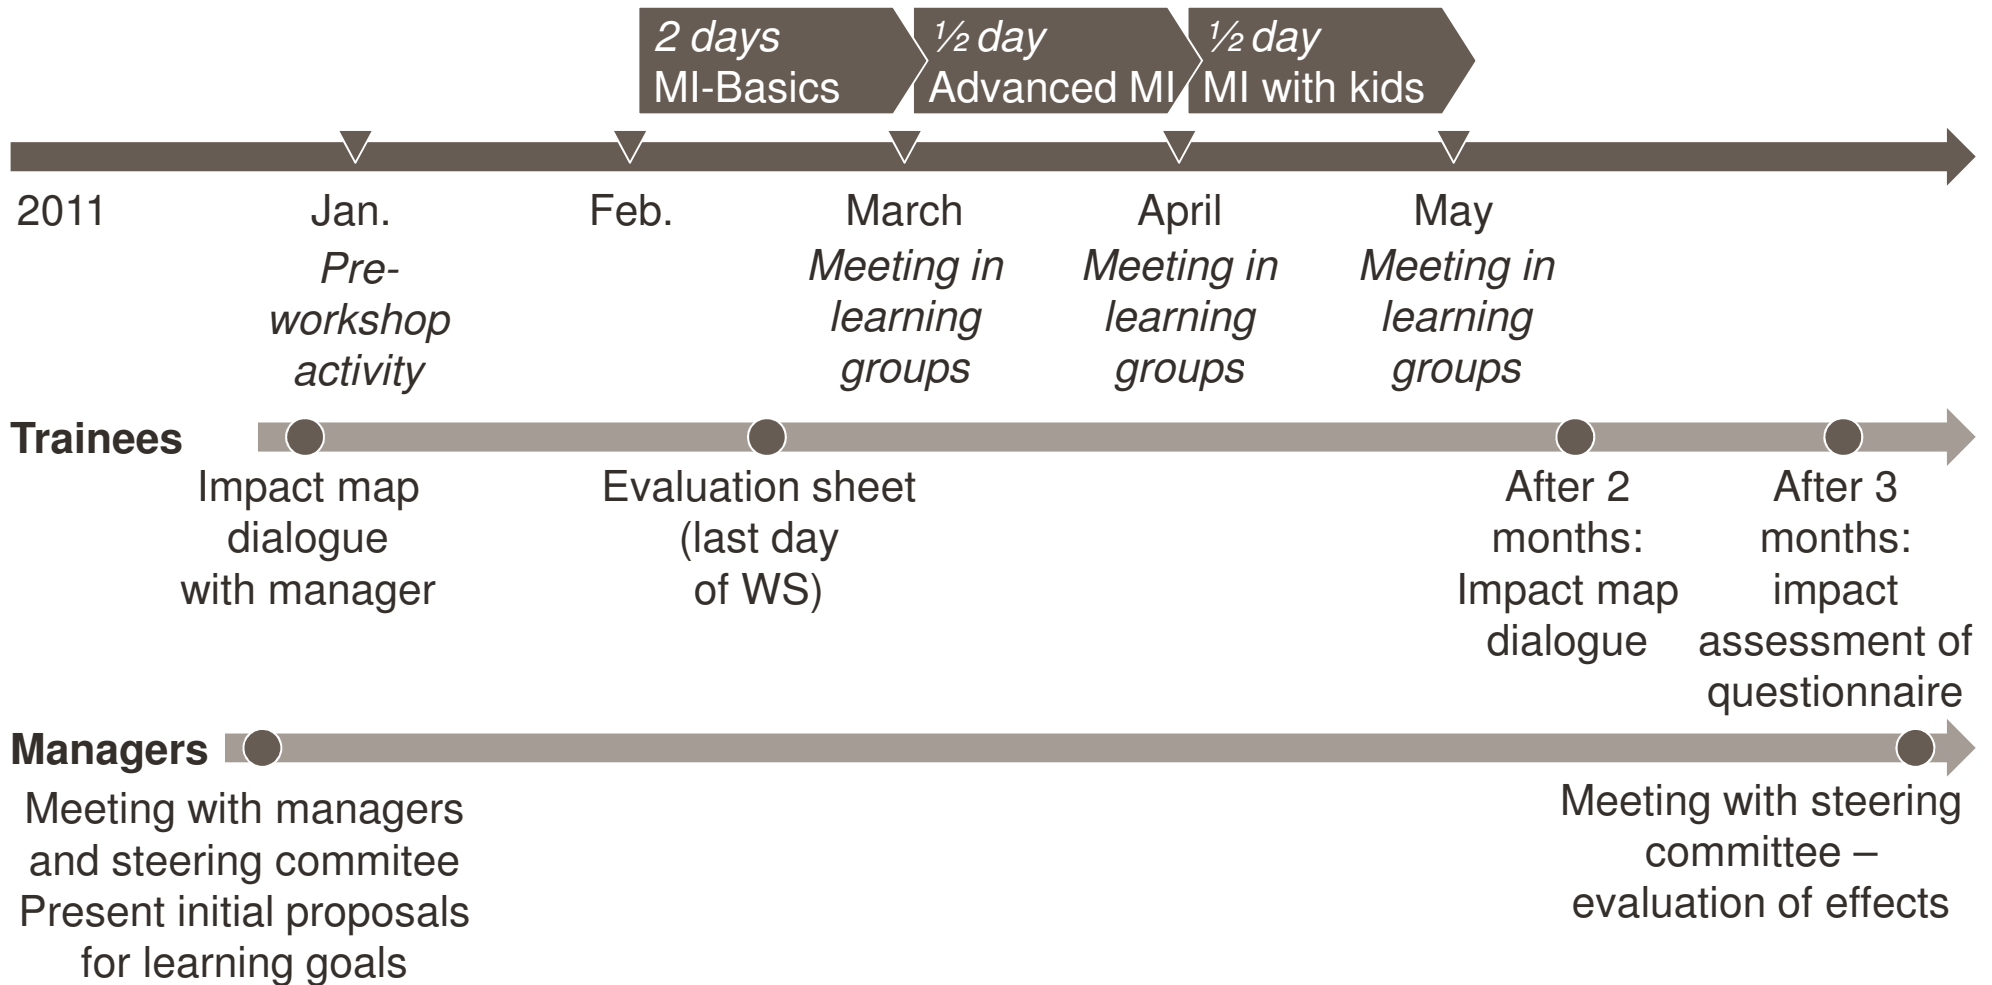 2 days
MI-Basics
½ day
Advanced MI
½ day
MI with kids
2011
Jan.
Feb.
March
April
May
Pre-
workshop
activity
Meeting in
learning
groups
Meeting in
learning
groups
Meeting in
learning
groups
Trainees
Impact map
dialogue
with manager
Evaluation sheet
(last day
of WS)
After 2
months:
Impact map
dialogue
After 3
months:
impact
assessment of
questionnaire
Managers
Meeting with managers
and steering commitee
Present initial proposals
for learning goals
Meeting with steering
committee –
evaluation of effects